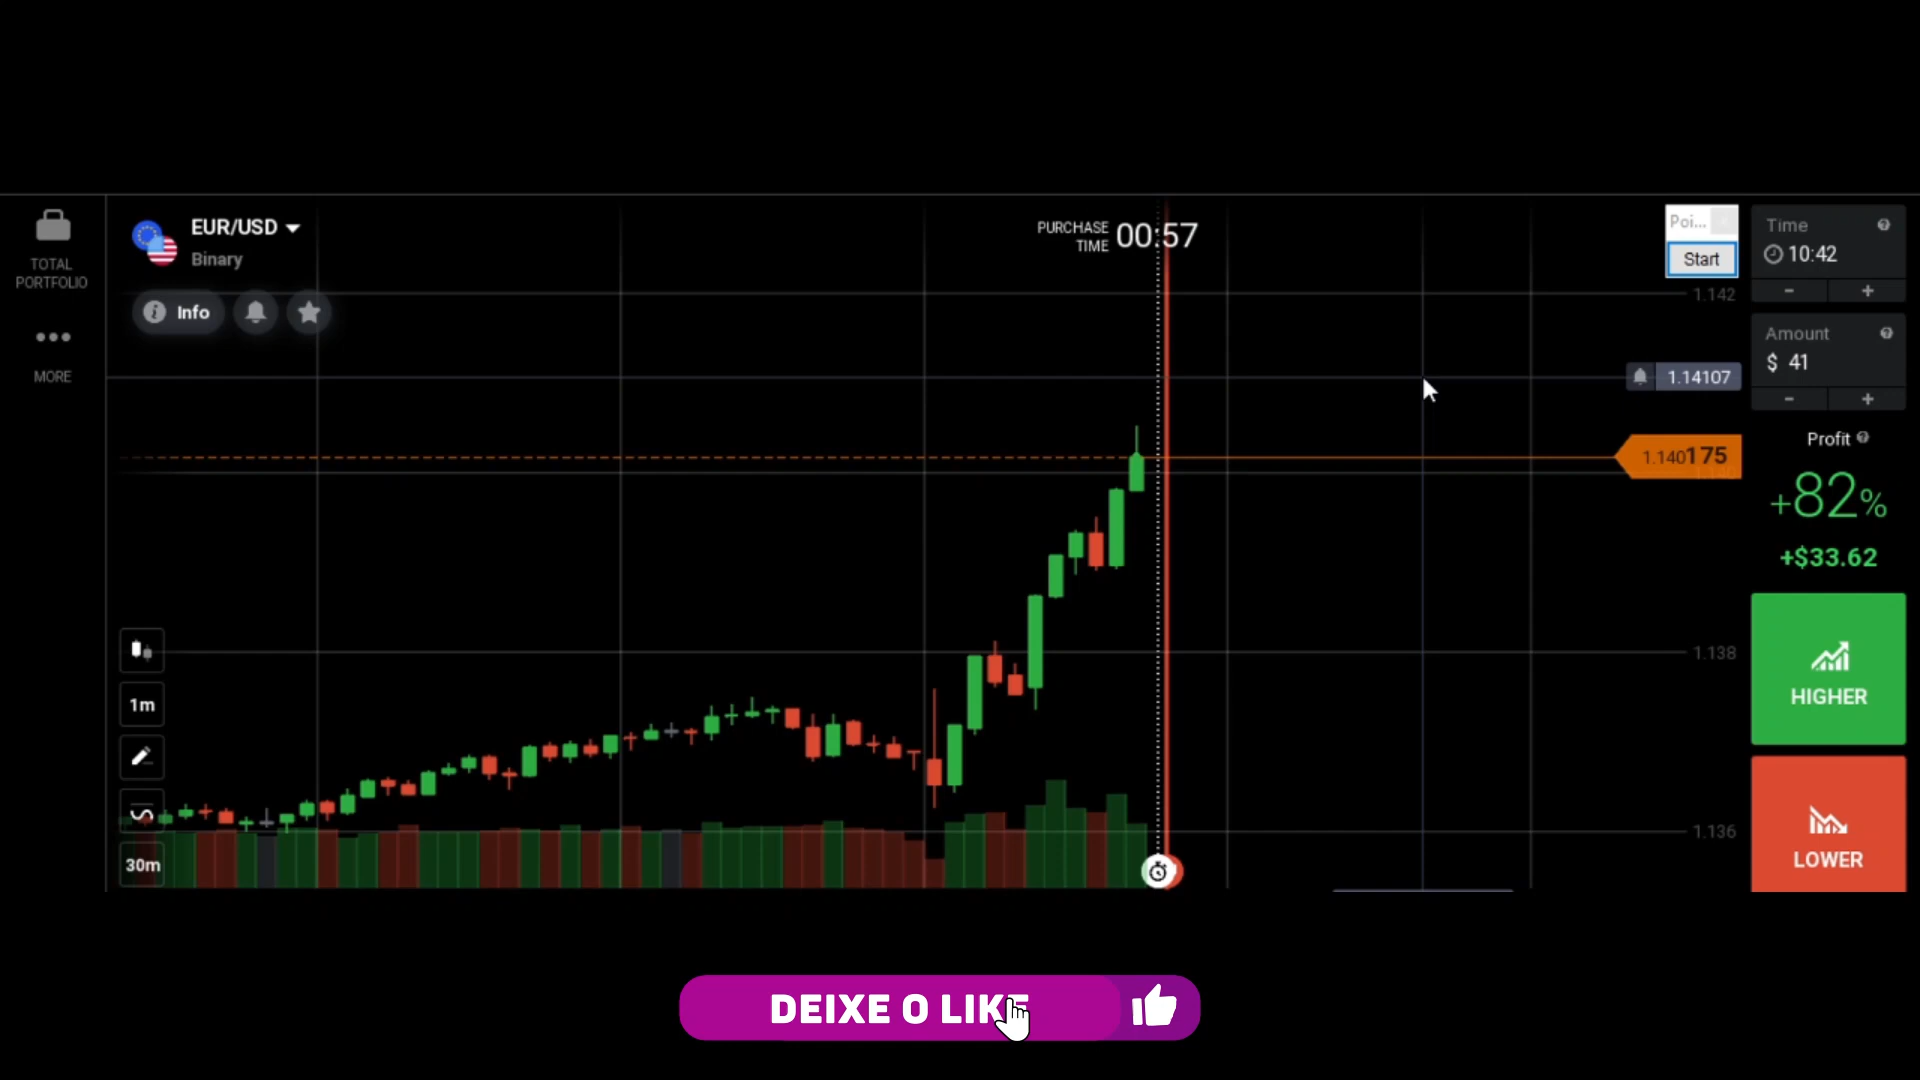 TOTAL
PORTFOLIO
MORE
EUR/USD
Binary
Info
PURCHASE
TIME
00:57
Poi...
Start
1.142
1.14107
1.140175
1.138
1.136
1m
30m
Time
10:42
- +
Amount
$ 41
- +
Profit
+82%
+$33.62
HIGHER
LOWER
DEIXE O LIKE